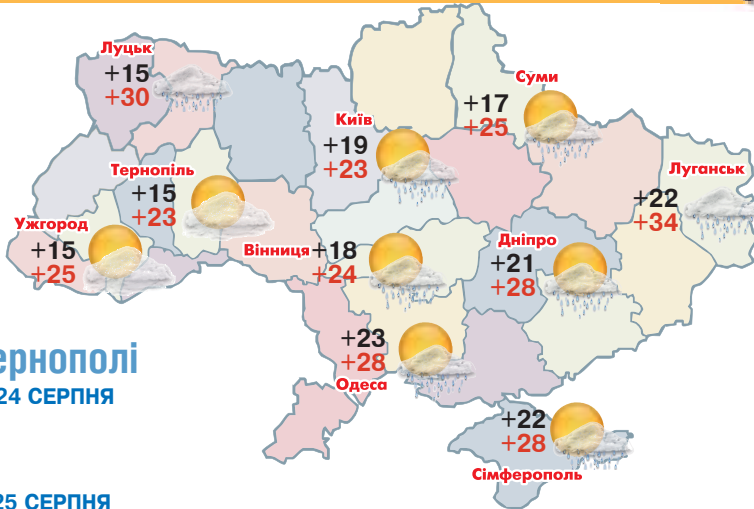 Луцьк
+15
+30
Суми
+17
+25
Київ
+19
+23
Тернопіль
+15
+23
Луганськ
+22
+34
Ужгород
+15
+25
Вінниця
+18
+24
Дніпро
+21
+28
+23
+28
Одеса
+22
+28
Сімферополь
ернополі
24 СЕРПНЯ
25 СЕРПНЯ